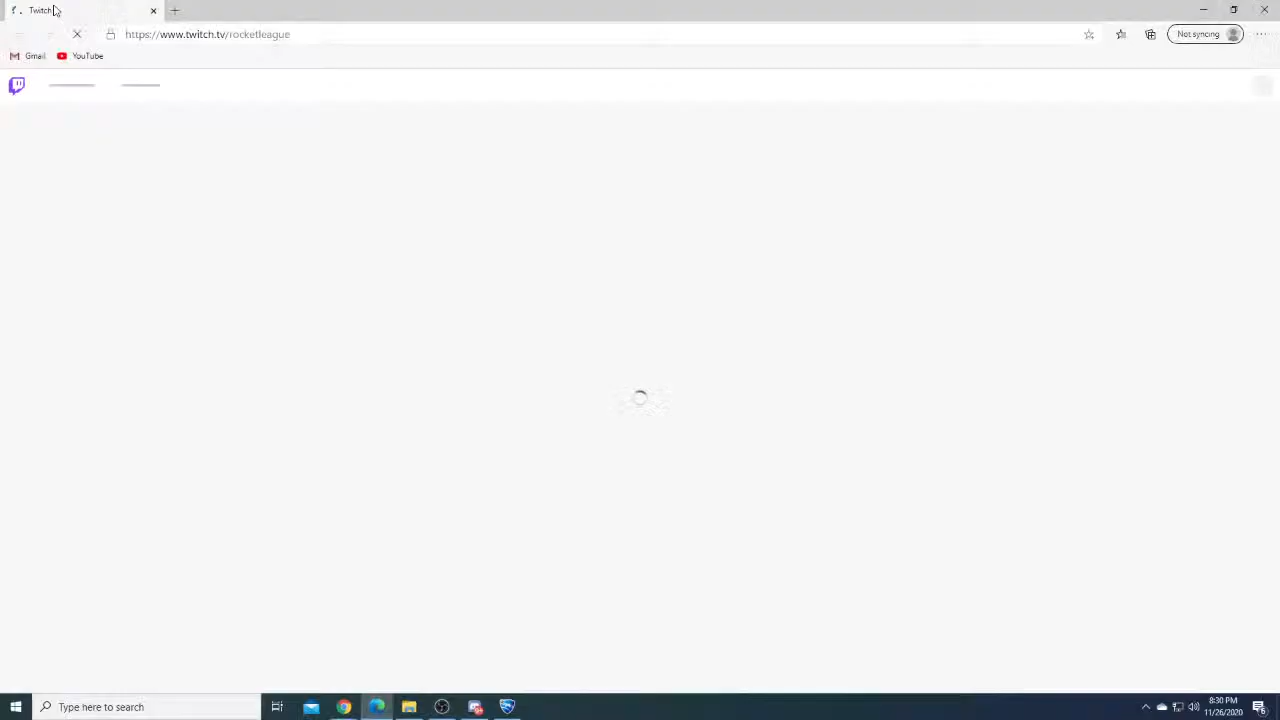 Twitch
https://www.twitch.tv/rocketleague
Not syncing
Gmail
YouTube
Type here to search
8:30 PM
11/26/2020
6